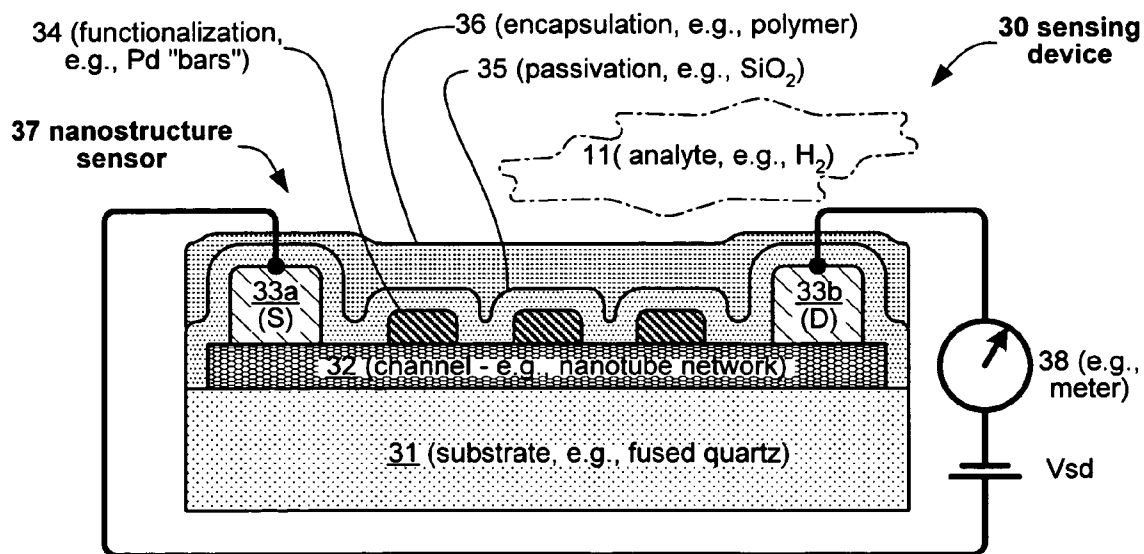 34 (functionalization,
e.g., Pd "bars")
36 (encapsulation, e.g., polymer)
35 (passivation, e.g., SiO₂)
30 sensing
device
37 nanostructure
sensor
11( analyte, e.g., H₂)
33a
(S)
33b
(D)
32 (channel - e.g., nanotube network)
38 (e.g.,
meter)
31 (substrate, e.g., fused quartz)
Vsd